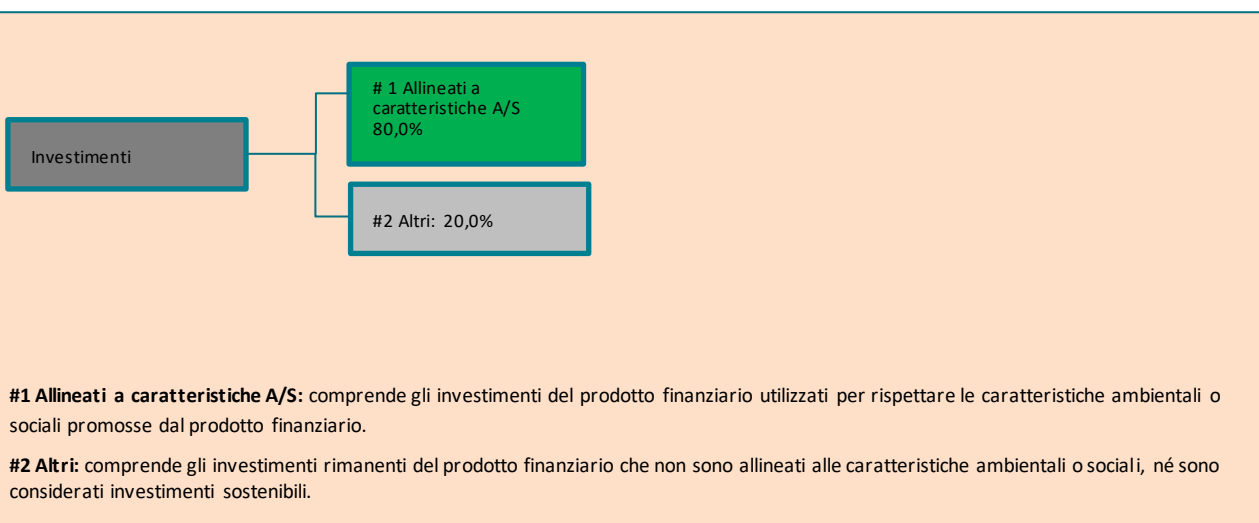 # 1 Allineati a
caratteristiche A/S
80,0%
Investimenti
#2 Altri: 20,0%
#1 Allineati a caratteristiche A/S: comprende gli investimenti del prodotto finanziario utilizzati per rispettare le caratteristiche ambientali o
sociali promosse dal prodotto finanziario.
#2 Altri: comprende gli investimenti rimanenti del prodotto finanziario che non sono allineati alle caratteristiche ambientali o sociali, né sono
considerati investimenti sostenibili.